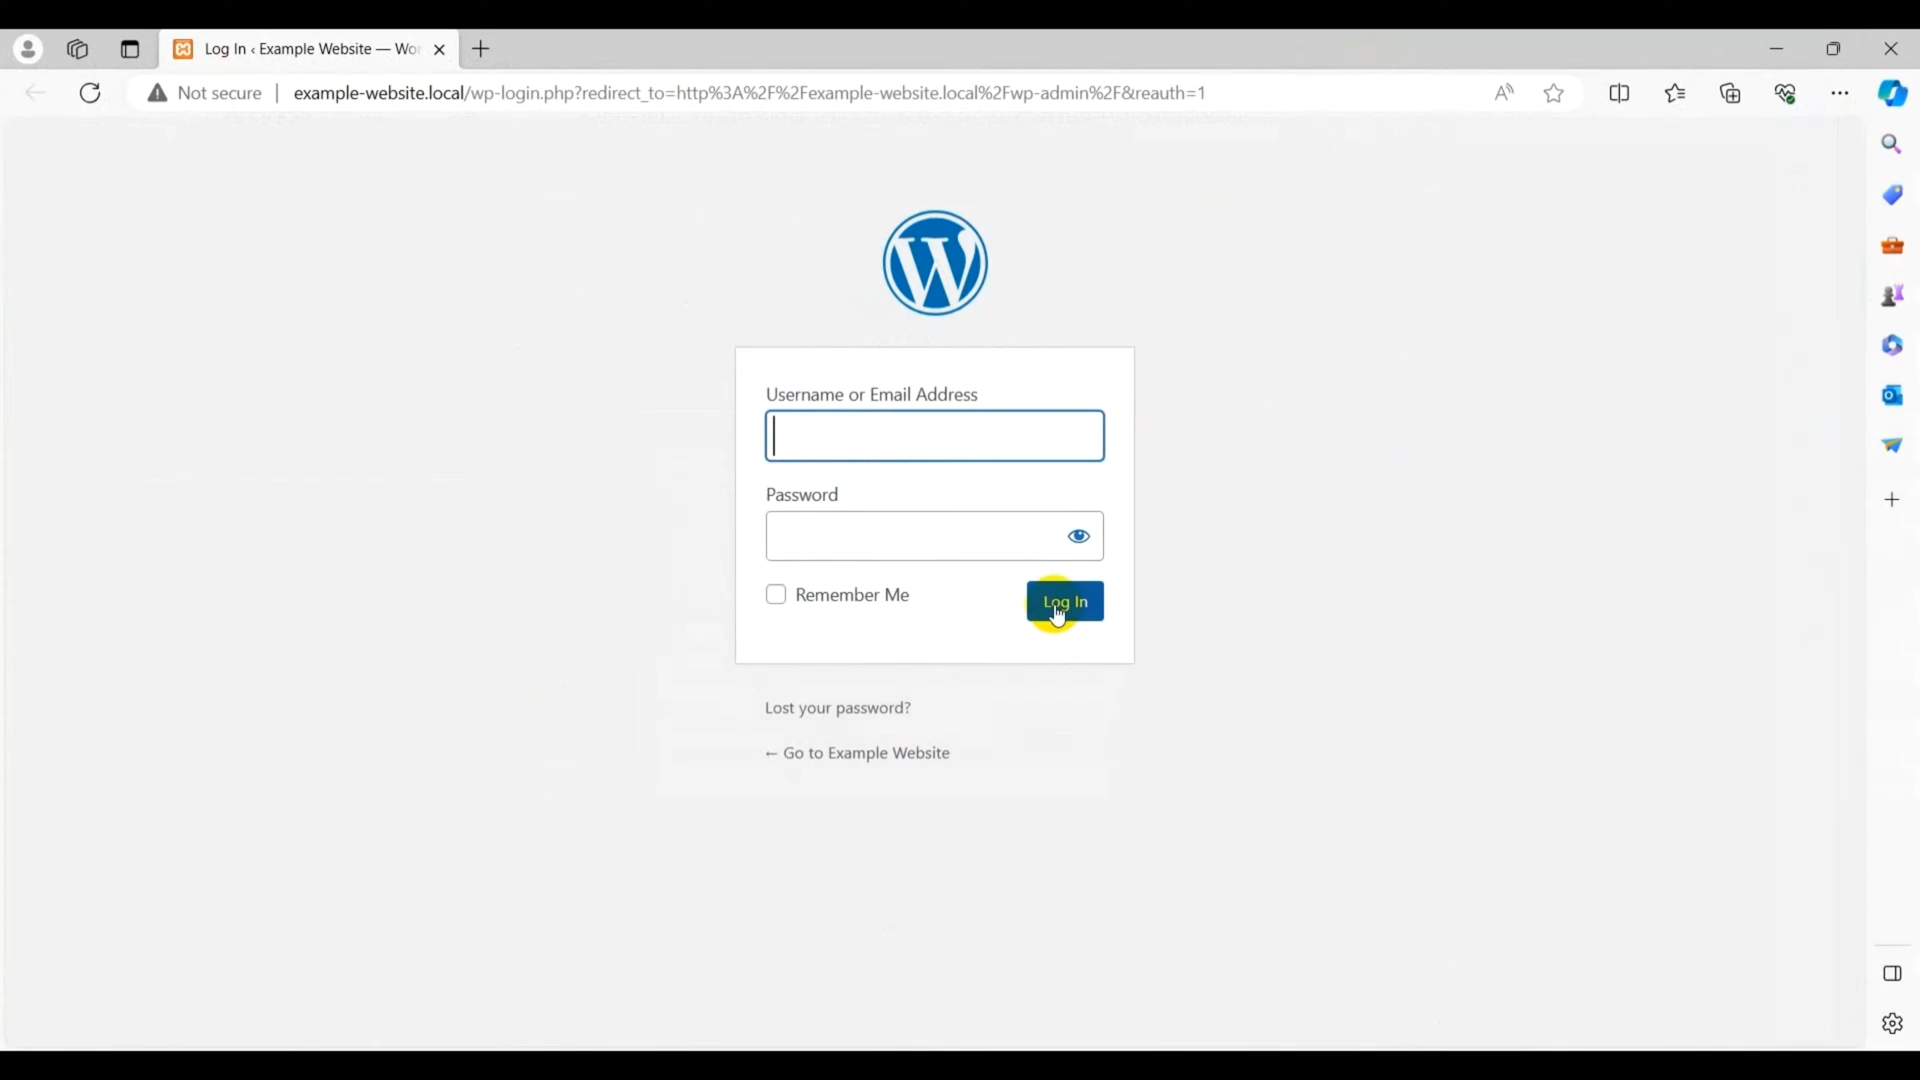 Log In ‹ Example Website — Wor
Not secure | example-website.local/wp-login.php?redirect_to=http%3A%2F%2Fexample-website.local%2Fwp-admin%2F&reauth=1
Username or Email Address
Password
Remember Me
Log In
Lost your password?
← Go to Example Website